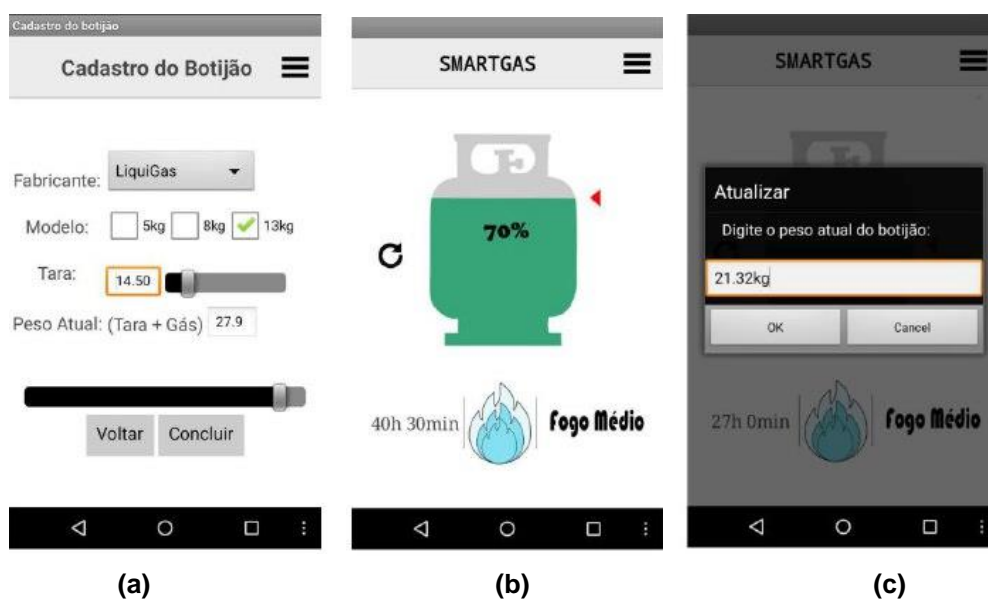 Cadastro do botijão
Cadastro do Botijão
Fabricante: LiquiGas
Modelo: 5kg 8kg 13kg
Tara: 14.50
Peso Atual: (Tara + Gás) 27.9
Voltar Concluir
(a)
SMARTGAS
70%
40h 30min Fogo Médio
(b)
SMARTGAS
Atualizar
Digite o peso atual do botijão:
21.32kg
OK Cancel
27h 0min Fogo Médio
(c)